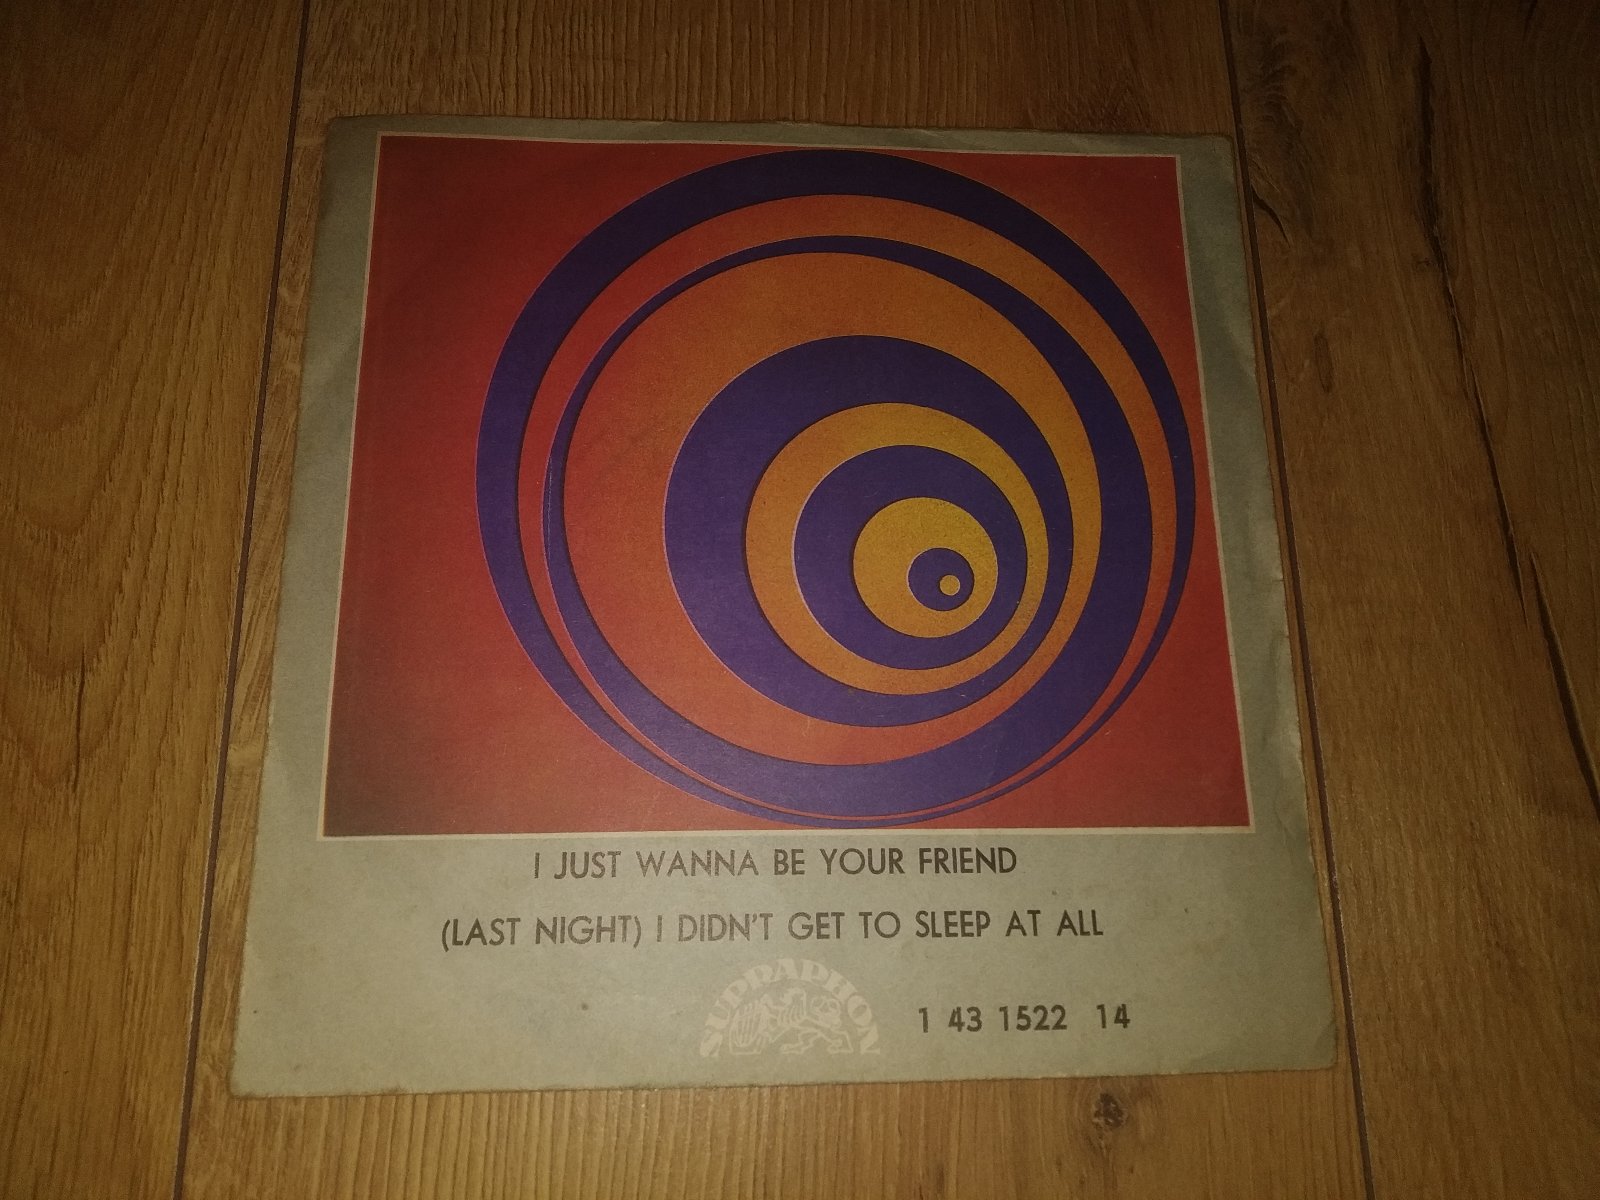 I JUST WANNA BE YOUR FRIEND
(LAST NIGHT) I DIDN'T GET TO SLEEP AT ALL
SUPRAPHON
1 43 1522 14